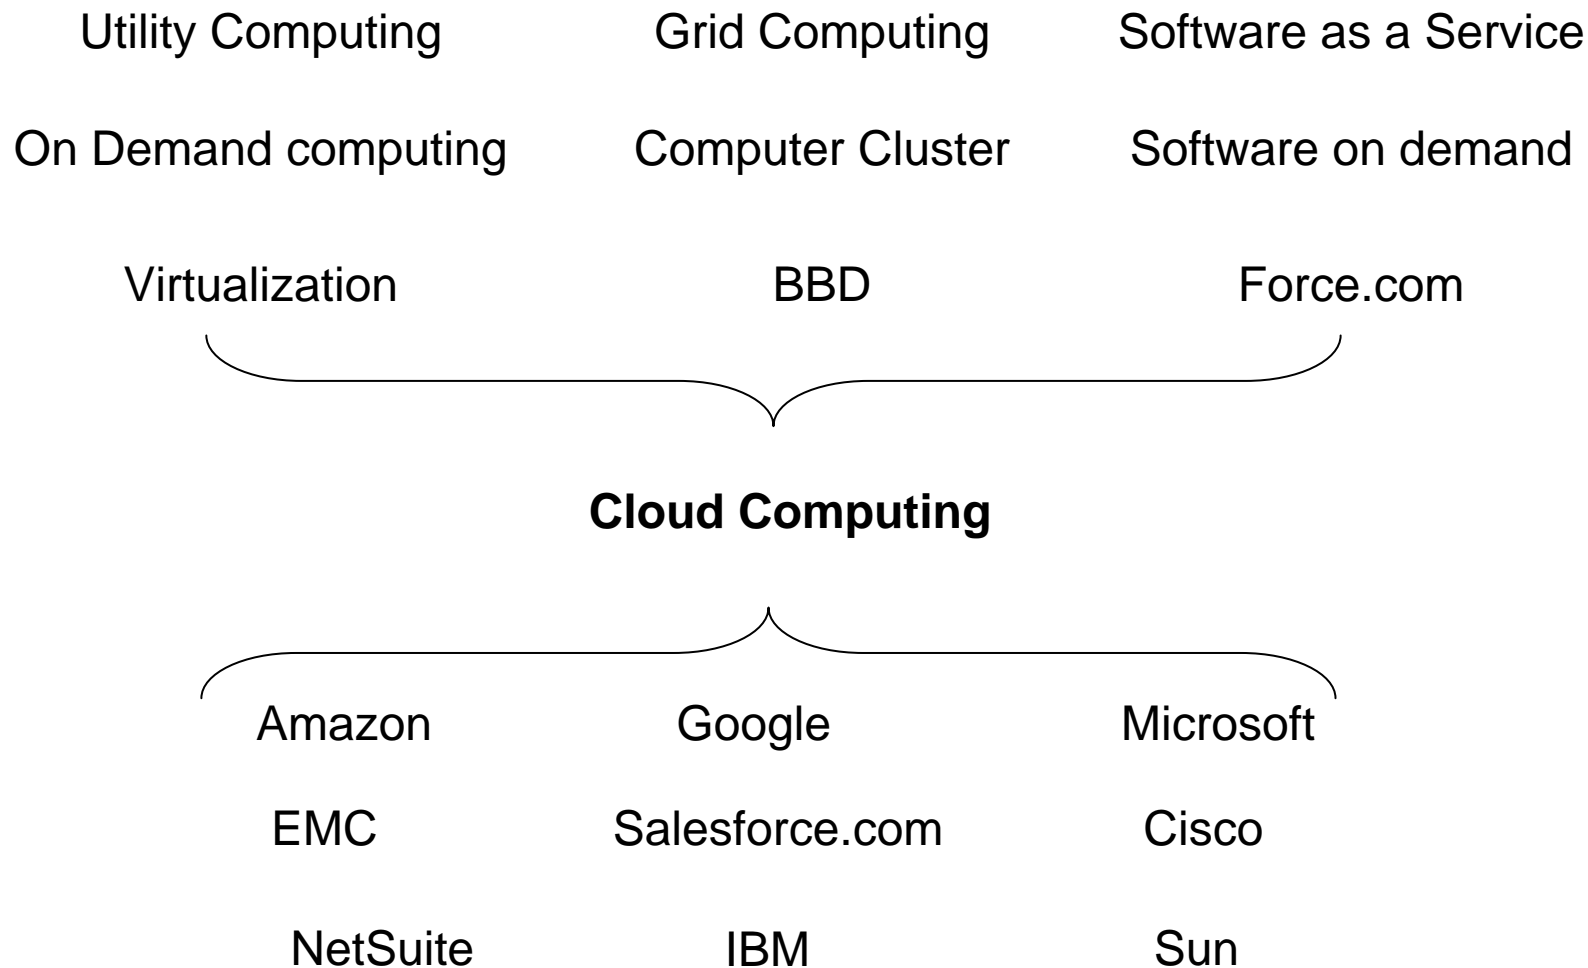 Utility Computing Grid Computing Software as a Service
On Demand computing Computer Cluster Software on demand
Virtualization BBD Force.com
Cloud Computing
Amazon Google Microsoft
EMC Salesforce.com Cisco
NetSuite IBM Sun